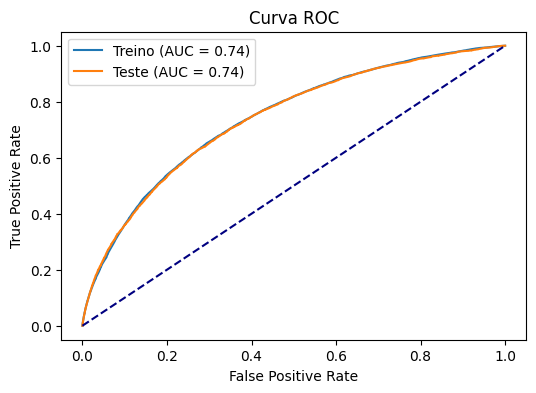 Curva ROC
Treino (AUC = 0.74)
Teste (AUC = 0.74)
True Positive Rate
1.0
0.8
0.6
0.4
0.2
0.0
0.0 0.2 0.4 0.6 0.8 1.0
False Positive Rate